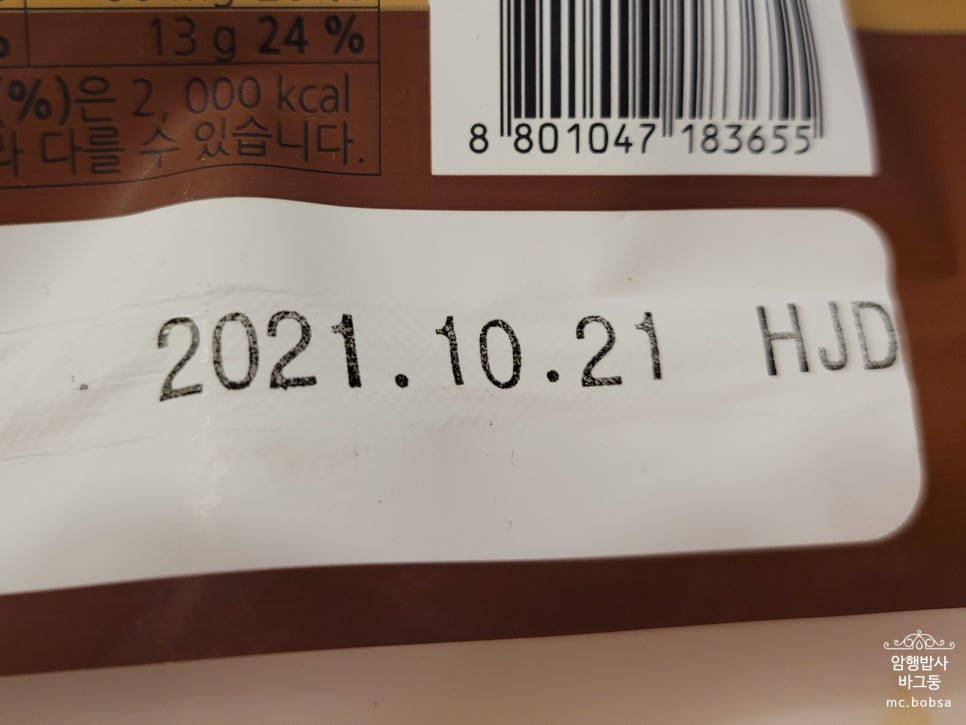 13 g 24 %
(%)은 2, 000 kcal
다를 수 있습니다.
8 801047 183655
2021.10.21 HJD
암행밥사
바그둥
mc.bobsa